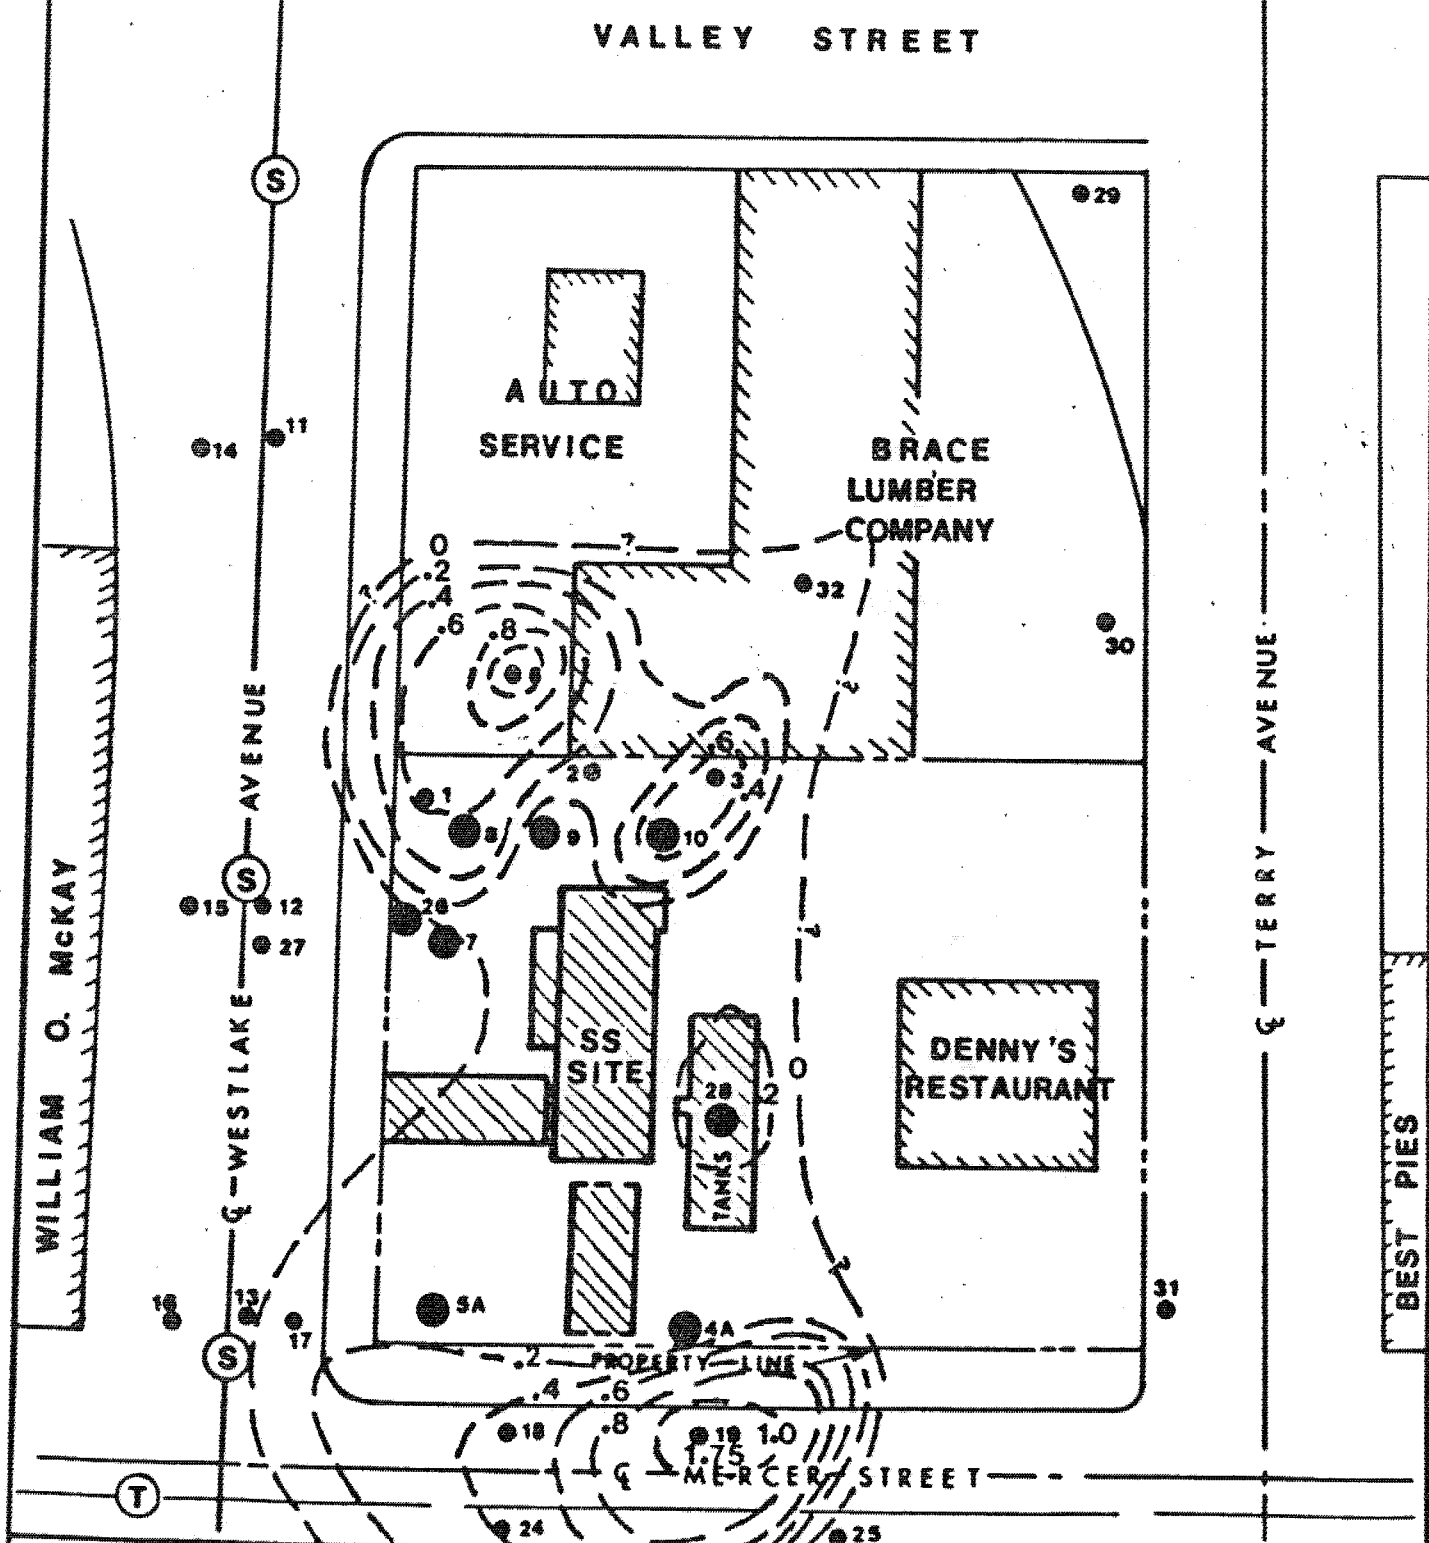 VALLEY STREET
S
29
AUTO
SERVICE
11
14
BRACE
LUMBER
COMPANY
0
?
.2
?
.4
.6
.8
32
30
?
.6
2
3
.4
1
8
9
10
S
15
12
26
27
7
?
WESTLAKE AVENUE
TERRY AVENUE
WILLIAM O. McKAY
SS
SITE
0
.2
28
TANKS
DENNY'S
RESTAURANT
BEST PIES
?
16
13
17
5A
4A
31
S
.2
PROPERTY LINE
.4
.6
.8
18
19
1.0
1.75
℄ MERCER STREET
T
24
25